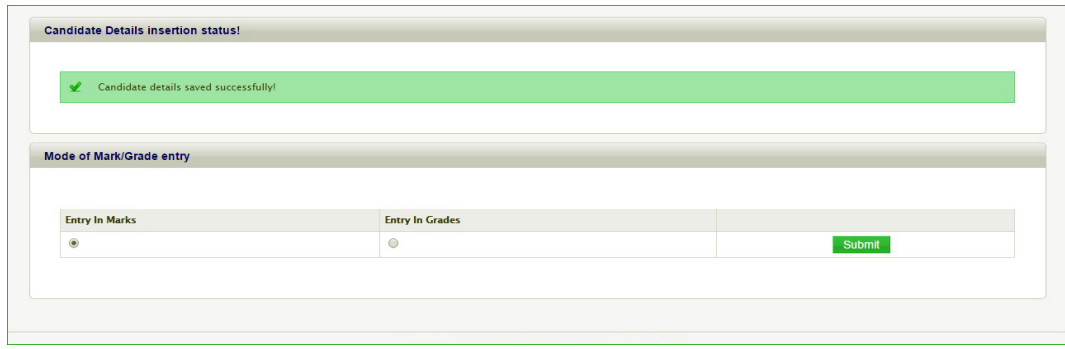 Candidate Details insertion status!
Candidate details saved successfully!
Mode of Mark/Grade entry
Entry In Marks Entry In Grades
Submit